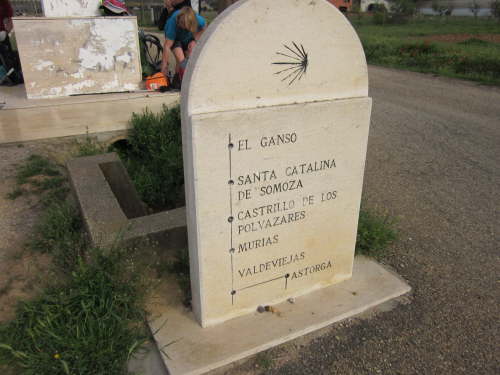 EL GANSO
SANTA CATALINA
DE SOMOZA
CASTRILLO DE LOS
POLVAZARES
MURIAS
VALDEVIEJAS
ASTORGA